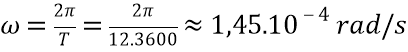 ω = 2π/T = 2π/12.3600 ≈ 1,45.10⁻⁴ rad/s